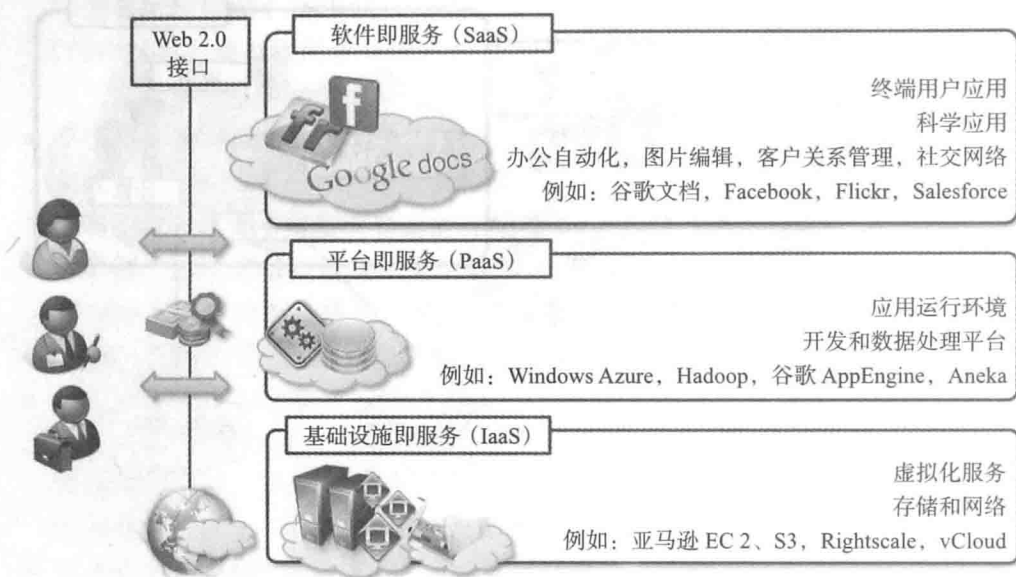 Web 2.0
接口
软件即服务（SaaS）
fr
f
Google docs
终端用户应用
科学应用
办公自动化，图片编辑，客户关系管理，社交网络
例如：谷歌文档，Facebook，Flickr，Salesforce
平台即服务（PaaS）
应用运行环境
开发和数据处理平台
例如：Windows Azure，Hadoop，谷歌 AppEngine，Aneka
基础设施即服务（IaaS）
虚拟化服务
存储和网络
例如：亚马逊 EC 2、S3，Rightscale，vCloud